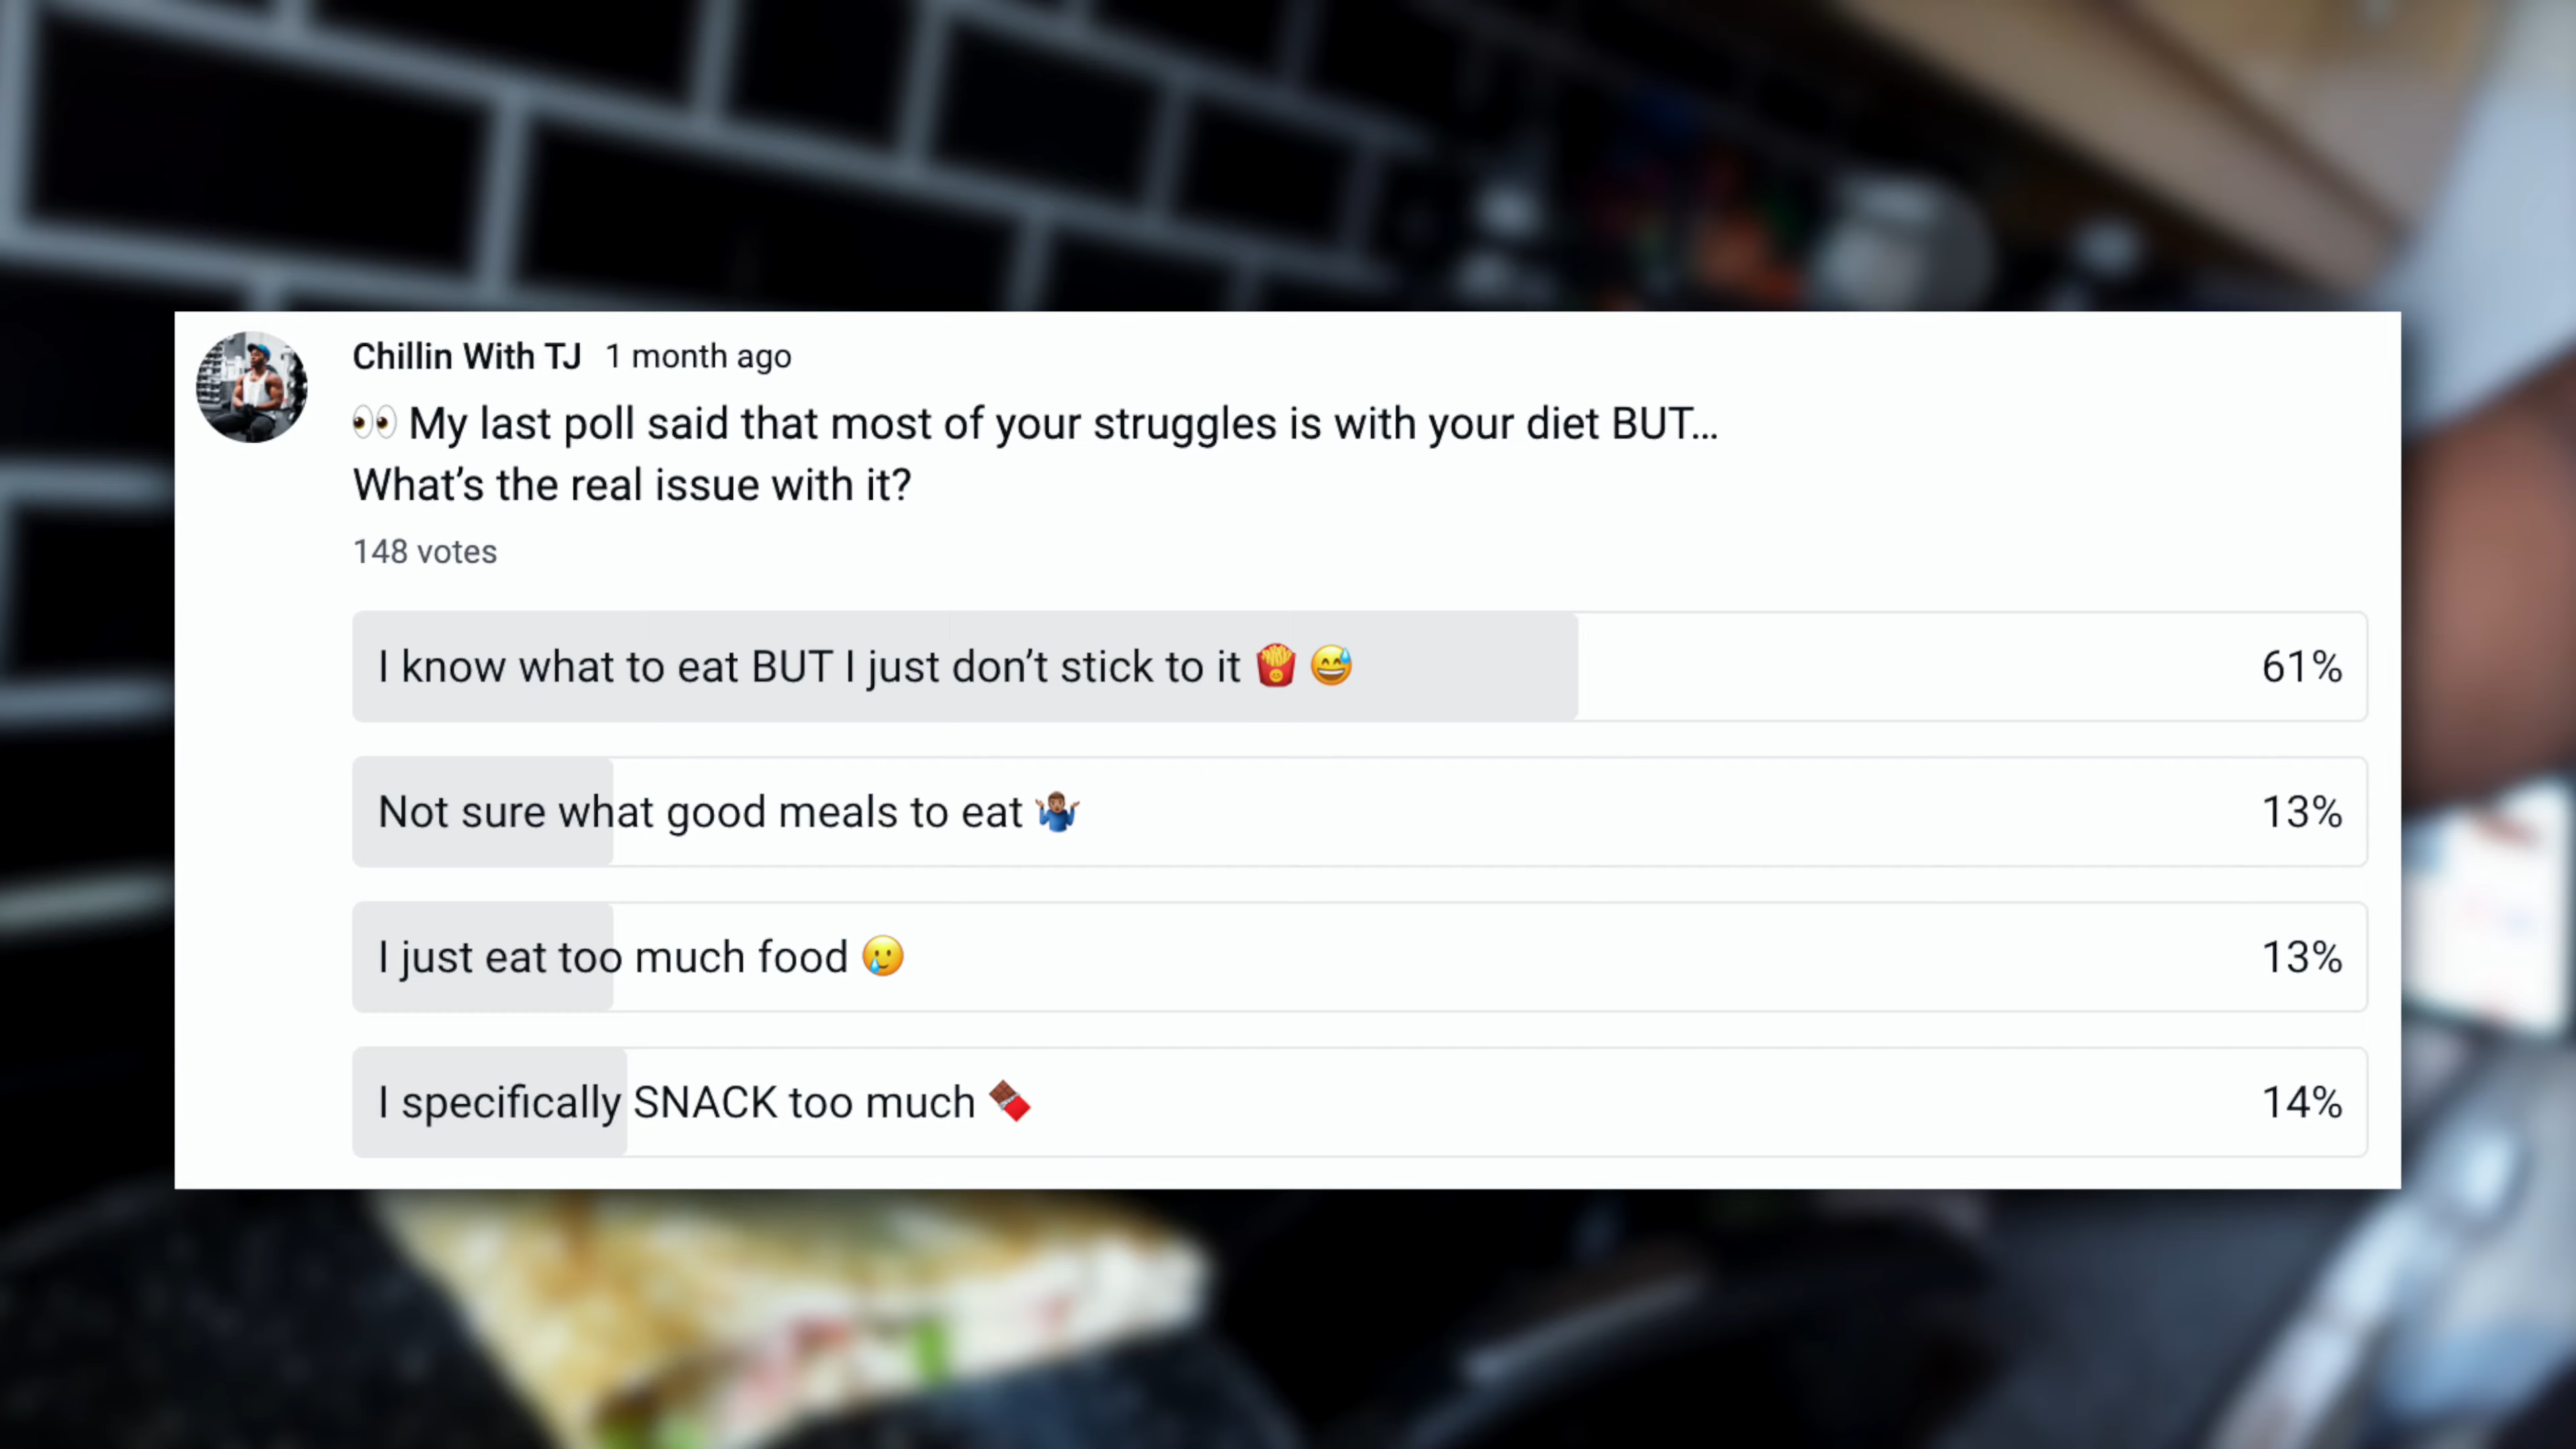 Chillin With TJ 1 month ago
👀 My last poll said that most of your struggles is with your diet BUT...
What’s the real issue with it?
148 votes
I know what to eat BUT I just don’t stick to it 🍟 😅 61%
Not sure what good meals to eat 🤷🏾‍♂️ 13%
I just eat too much food 🥲 13%
I specifically SNACK too much 🍫 14%